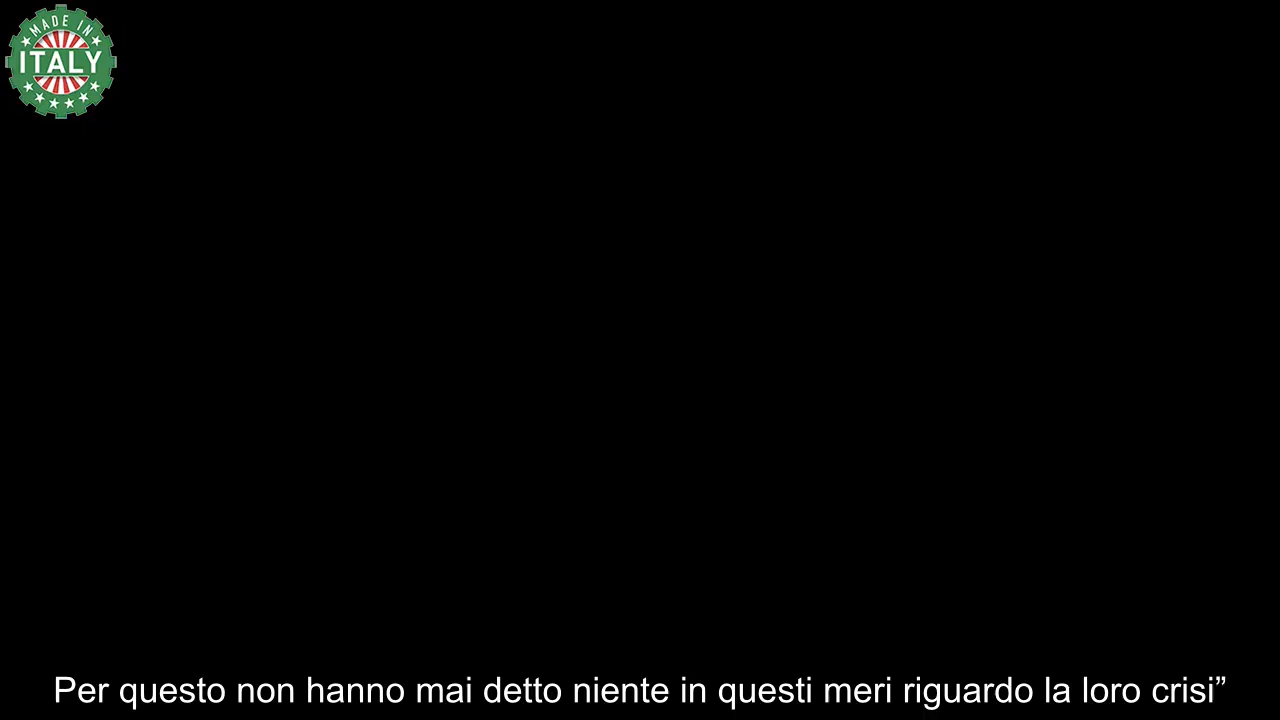 MADE IN
ITALY
Per questo non hanno mai detto niente in questi meri riguardo la loro crisi”